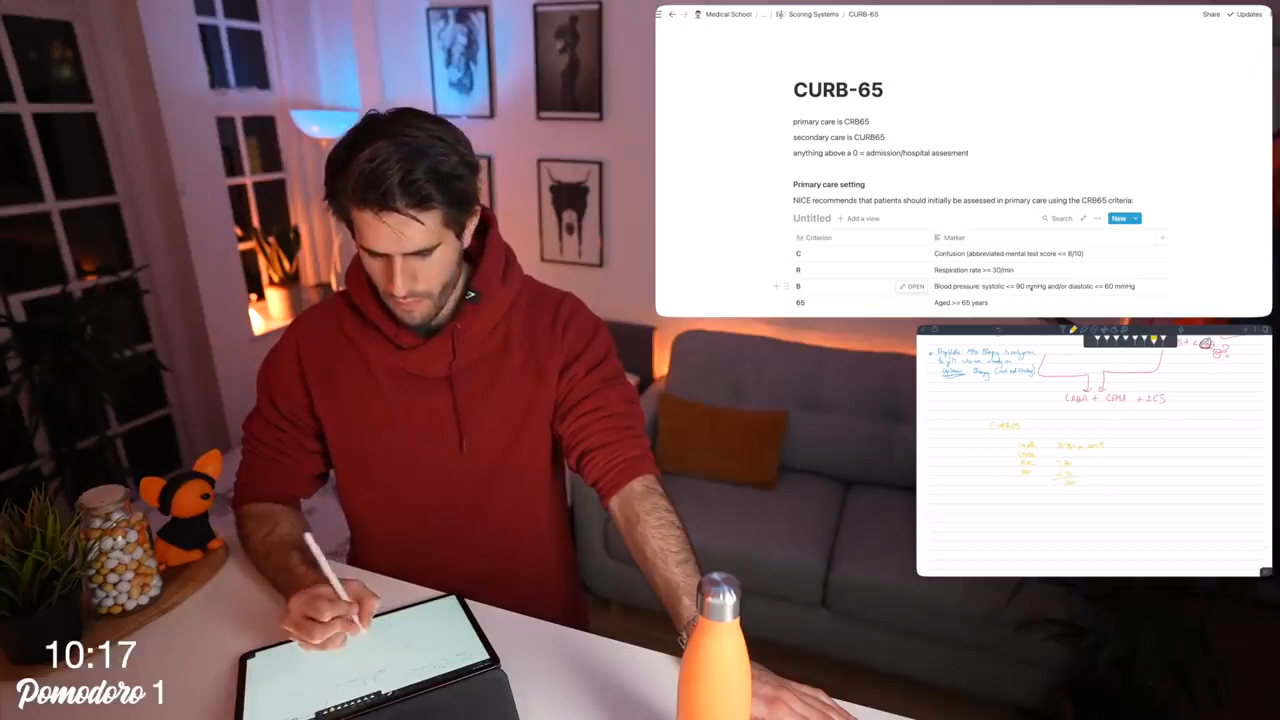 Medical School / ... / Scoring Systems / CURB-65
Share Updates
CURB-65
primary care is CRB65
secondary care is CURB65
anything above a 0 = admission/hospital assesment
Primary care setting
NICE recommends that patients should initially be assessed in primary care using the CRB65 criteria:
Untitled + Add a view Search New
Criterion Marker
C Confusion (abbreviated mental test score <= 8/10)
R Respiration rate >= 30/min
B OPEN Blood pressure: systolic <= 90 mmHg and/or diastolic <= 60 mmHg
65 Aged >= 65 years
LABA + LAMA + ICS
CURB65
10:17
Pomodoro 1